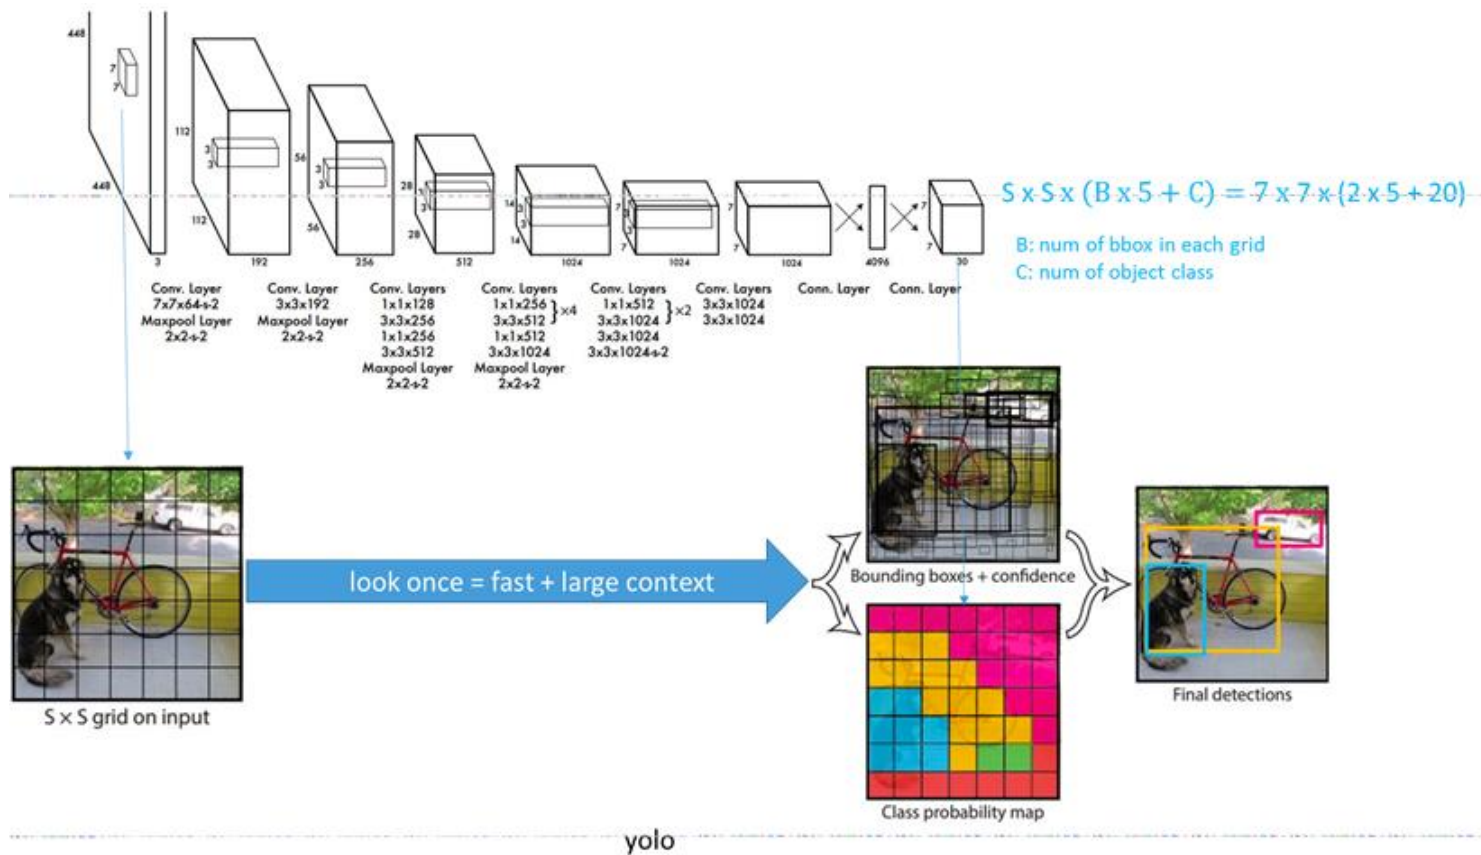 448
7
7
448
3
112
3
3
112
192
56
3
3
56
256
28
3
3
28
512
14
3
3
14
1024
7
3
3
7
1024
7
7
1024
4096
7
7
30
S x S x (B x 5 + C) = 7 x 7 x (2 x 5 + 20)
B: num of bbox in each grid
C: num of object class
Conv. Layer
7x7x64-s-2
Maxpool Layer
2x2-s-2
Conv. Layer
3x3x192
Maxpool Layer
2x2-s-2
Conv. Layers
1x1x128
3x3x256
1x1x256
3x3x512
Maxpool Layer
2x2-s-2
Conv. Layers
1x1x256
3x3x512 } ×4
1x1x512
3x3x1024
Maxpool Layer
2x2-s-2
Conv. Layers
1x1x512
3x3x1024 } ×2
3x3x1024
3x3x1024-s-2
Conv. Layers
3x3x1024
3x3x1024
Conn. Layer
Conn. Layer
S × S grid on input
look once = fast + large context
Bounding boxes + confidence
Class probability map
Final detections
yolo